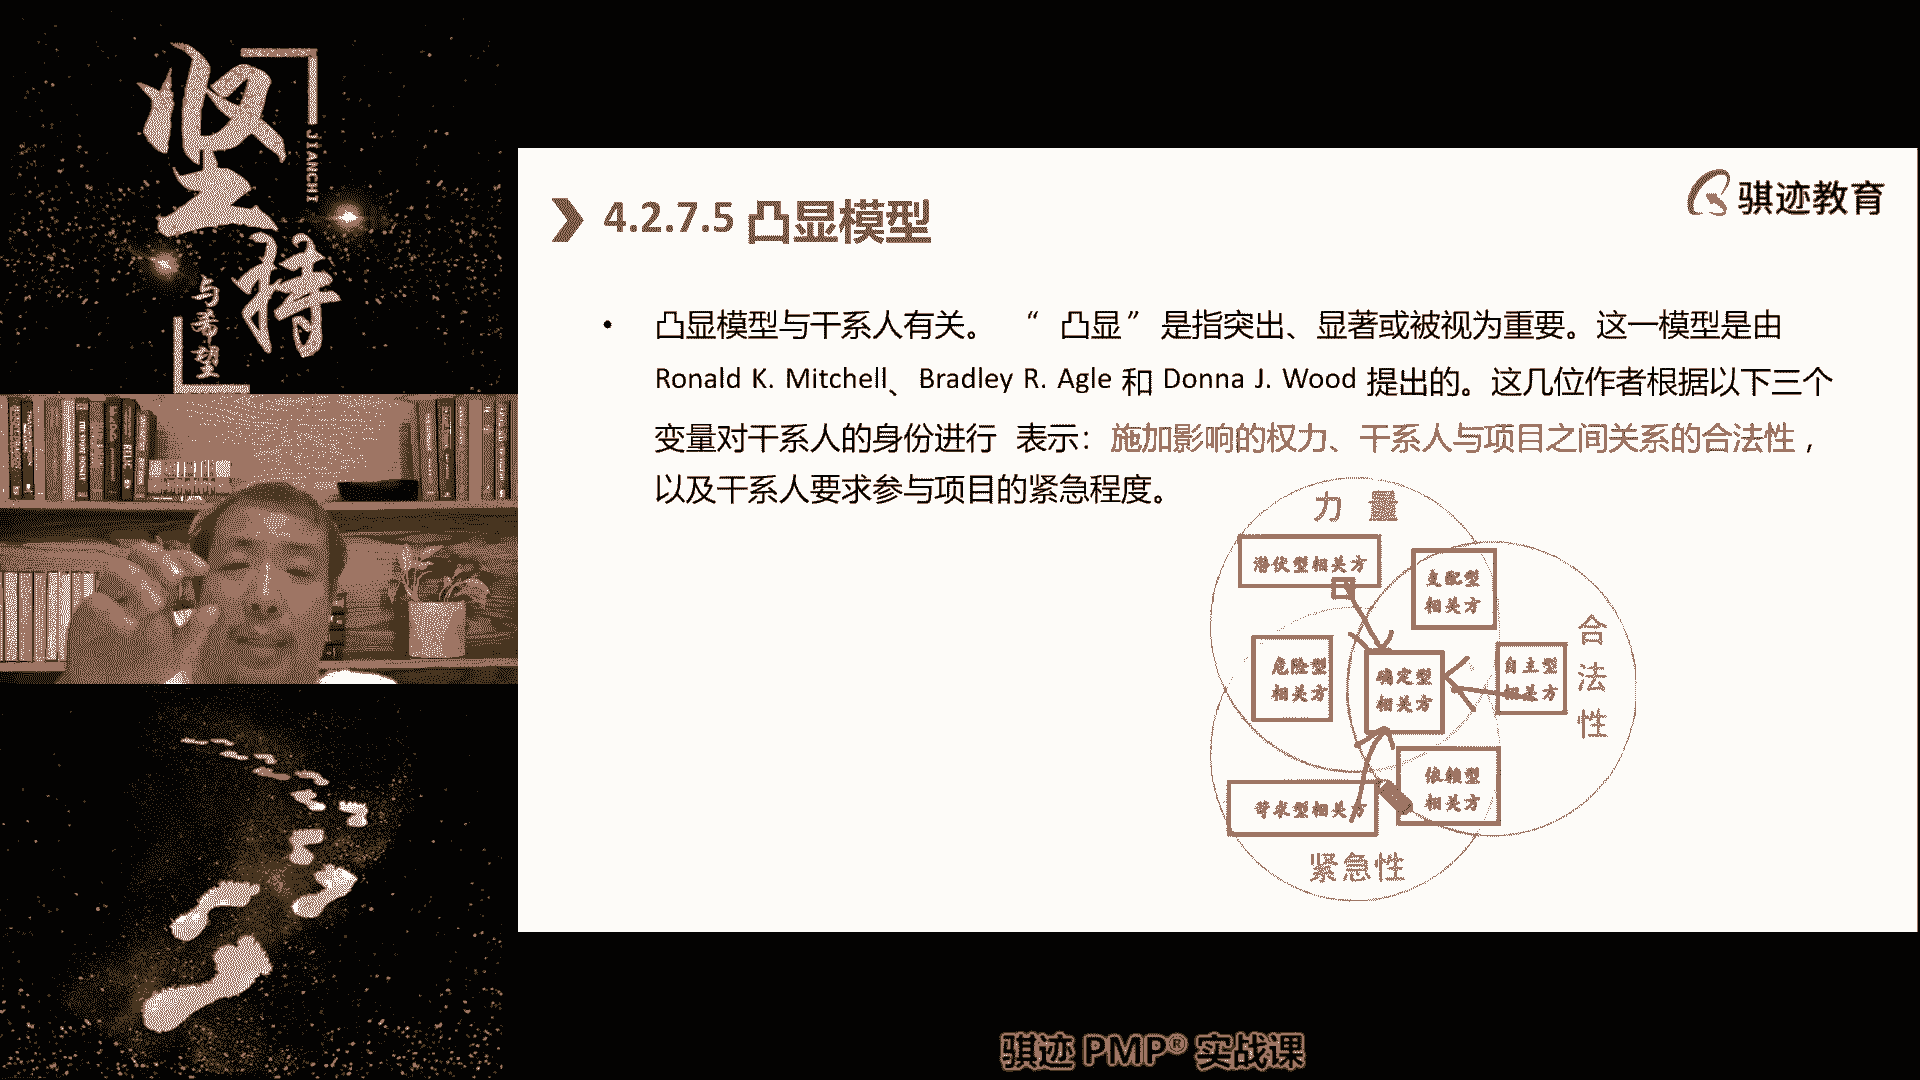 坚持
JIANCHI
与希望
骐迹教育
4.2.7.5 凸显模型
• 凸显模型与干系人有关。 “ 凸显” 是指突出、显著或被视为重要。这一模型是由
Ronald K. Mitchell、Bradley R. Agle 和 Donna J. Wood 提出的。这几位作者根据以下三个
变量对干系人的身份进行 表示：施加影响的权力、干系人与项目之间关系的合法性，
以及干系人要求参与项目的紧急程度。
力 量
潜伏型相关方
支配型
相关方
合法性
危险型
相关方
确定型
相关方
自主型
相关方
依赖型
相关方
苛求型相关方
紧急性
骐迹 PMP® 实战课